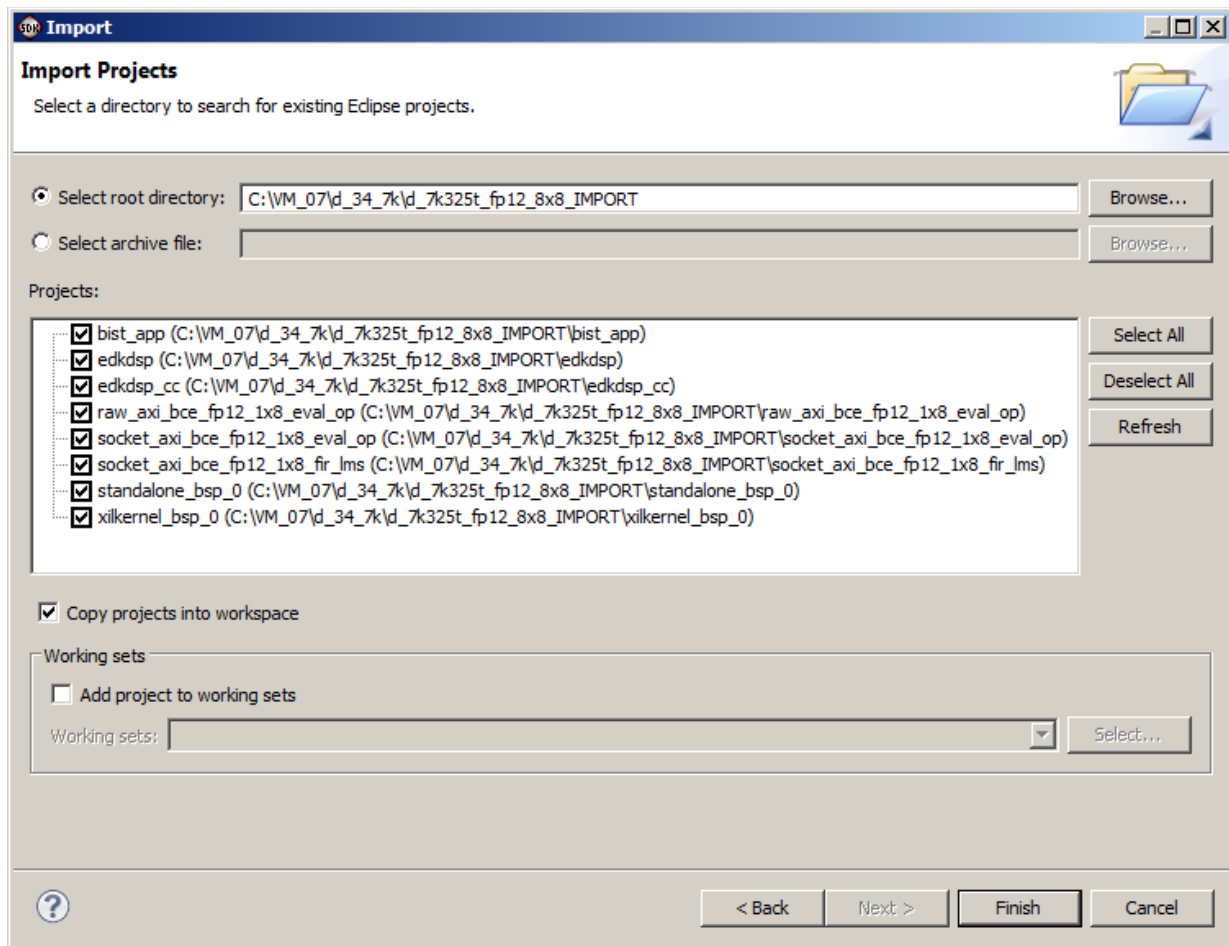 SDK Import
Import Projects
Select a directory to search for existing Eclipse projects.
Select root directory: C:\VM_07\d_34_7k\d_7k325t_fp12_8x8_IMPORT Browse...
Select archive file: Browse...
Projects:
bist_app (C:\VM_07\d_34_7k\d_7k325t_fp12_8x8_IMPORT\bist_app) Select All
edkdsp (C:\VM_07\d_34_7k\d_7k325t_fp12_8x8_IMPORT\edkdsp)
edkdsp_cc (C:\VM_07\d_34_7k\d_7k325t_fp12_8x8_IMPORT\edkdsp_cc) Deselect All
raw_axi_bce_fp12_1x8_eval_op (C:\VM_07\d_34_7k\d_7k325t_fp12_8x8_IMPORT\raw_axi_bce_fp12_1x8_eval_op) Refresh
socket_axi_bce_fp12_1x8_eval_op (C:\VM_07\d_34_7k\d_7k325t_fp12_8x8_IMPORT\socket_axi_bce_fp12_1x8_eval_op)
socket_axi_bce_fp12_1x8_fir_lms (C:\VM_07\d_34_7k\d_7k325t_fp12_8x8_IMPORT\socket_axi_bce_fp12_1x8_fir_lms)
standalone_bsp_0 (C:\VM_07\d_34_7k\d_7k325t_fp12_8x8_IMPORT\standalone_bsp_0)
xilkernel_bsp_0 (C:\VM_07\d_34_7k\d_7k325t_fp12_8x8_IMPORT\xilkernel_bsp_0)
Copy projects into workspace
Working sets
Add project to working sets
Working sets: Select...
? < Back Next > Finish Cancel